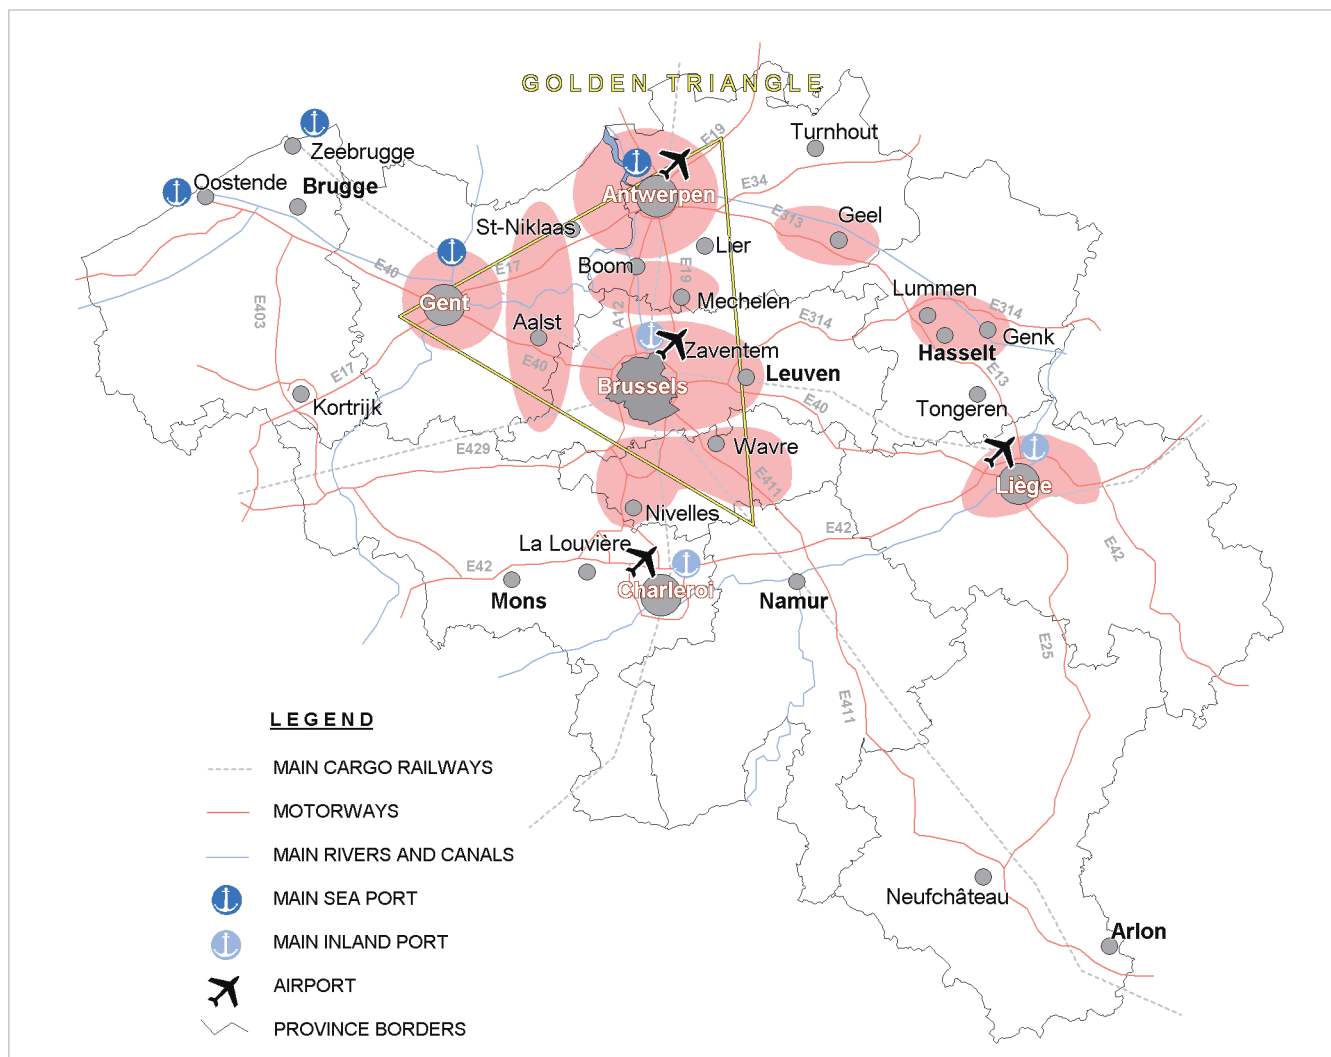 GOLDEN TRIANGLE
E19
Turnhout
Zeebrugge
Oostende
Brugge
Antwerpen
E34
St-Niklaas
E313
Geel
Lier
E40
E17
Boom
E19
Gent
Mechelen
Lummen
E403
A12
E314
E314
Aalst
Genk
Hasselt
Zaventem
E40
Leuven
E17
Brussels
E13
Kortrijk
E40
Tongeren
E429
Wavre
E411
Liège
Nivelles
E42
La Louvière
E42
E42
Charleroi
Mons
Namur
E25
E411
LEGEND
MAIN CARGO RAILWAYS
MOTORWAYS
MAIN RIVERS AND CANALS
MAIN SEA PORT
Neufchâteau
Arlon
MAIN INLAND PORT
AIRPORT
PROVINCE BORDERS